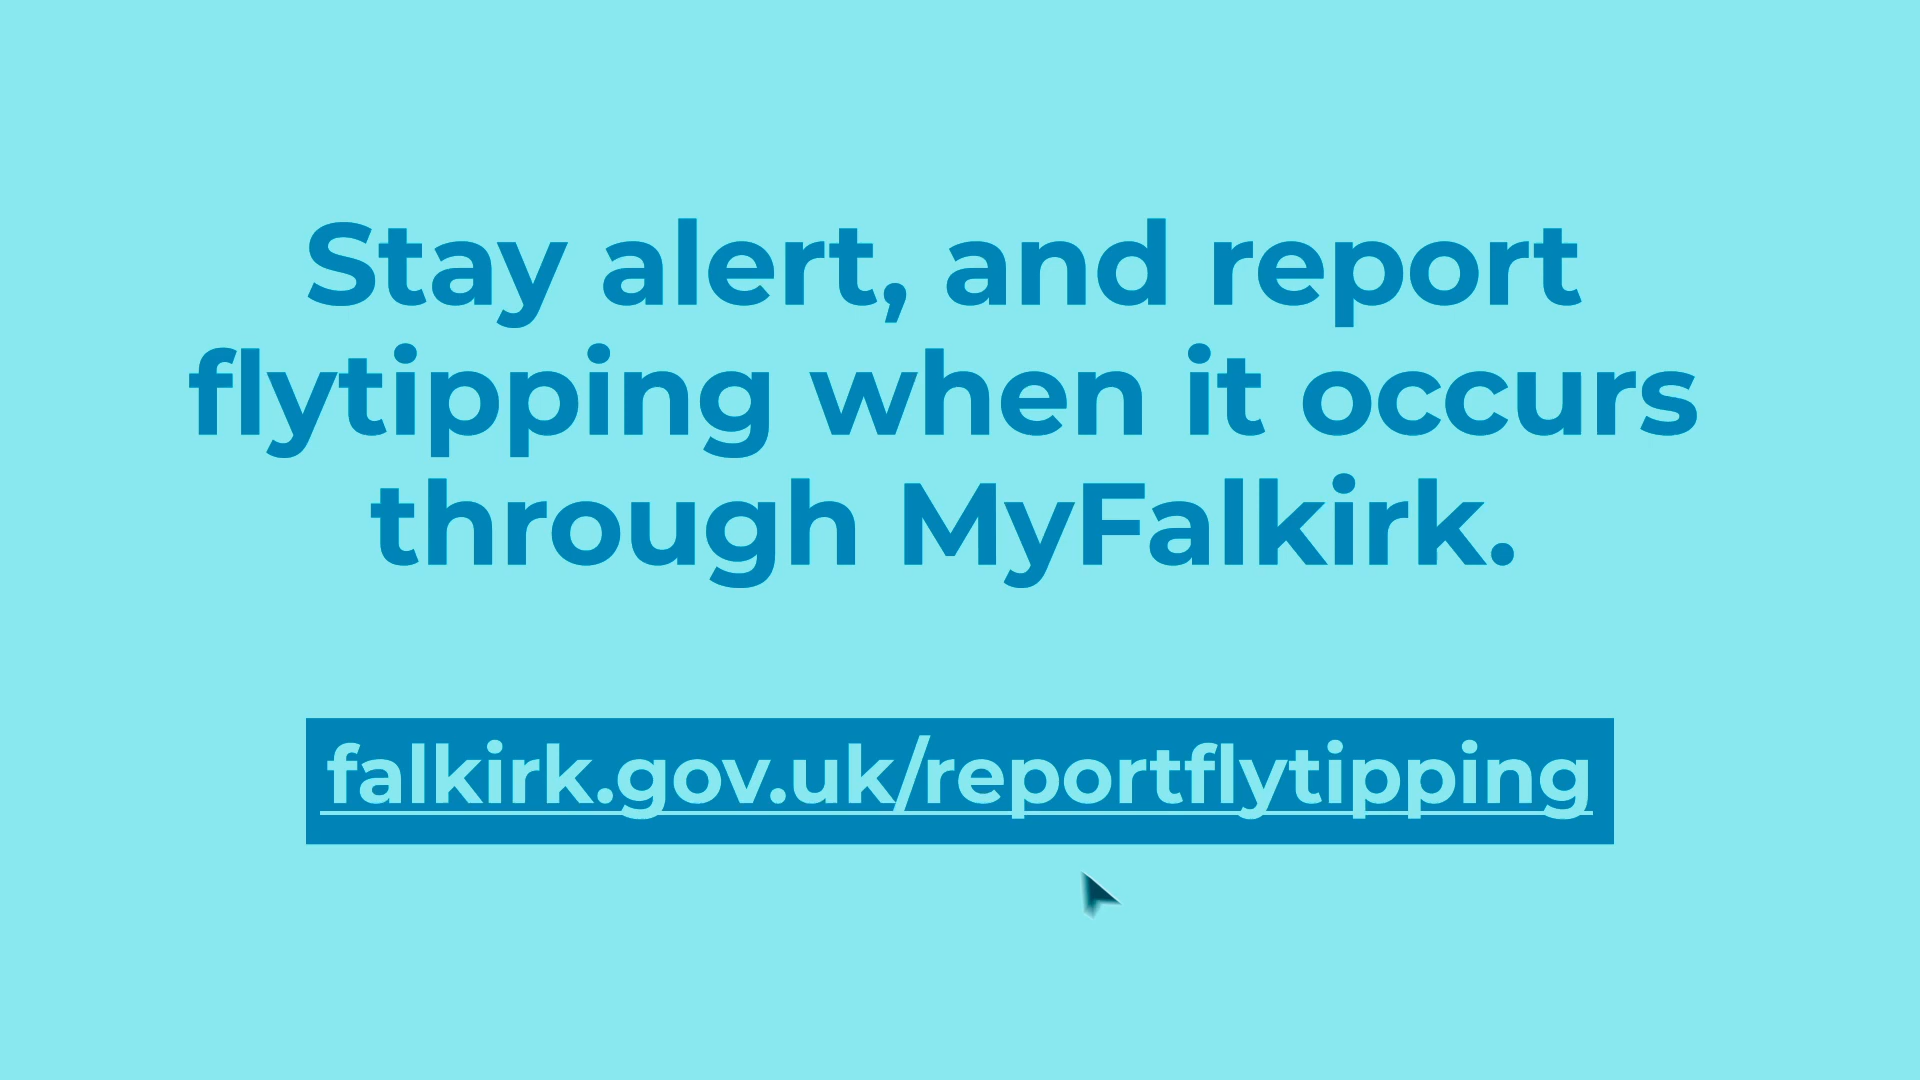 Stay alert, and report
flytipping when it occurs
through MyFalkirk.
falkirk.gov.uk/reportflytipping